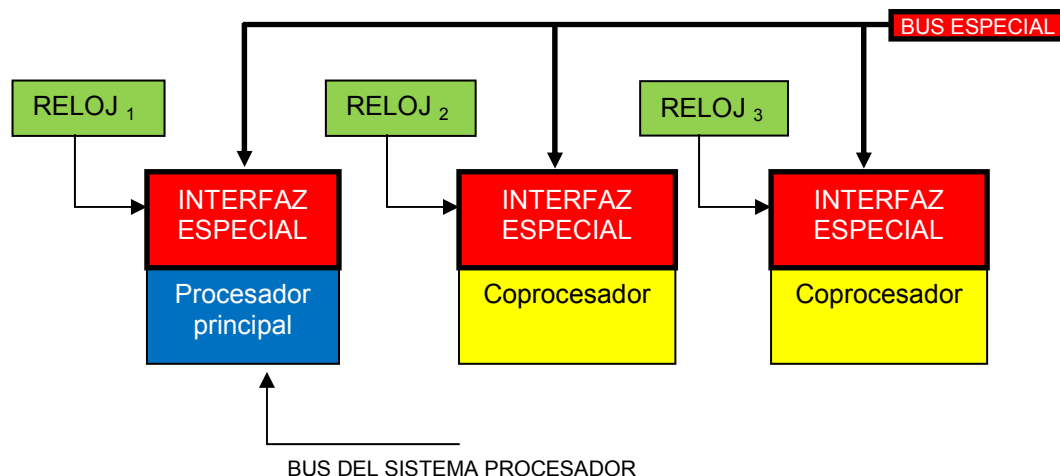 BUS ESPECIAL
RELOJ 1
RELOJ 2
RELOJ 3
INTERFAZ
ESPECIAL
INTERFAZ
ESPECIAL
INTERFAZ
ESPECIAL
Procesador
principal
Coprocesador
Coprocesador
BUS DEL SISTEMA PROCESADOR